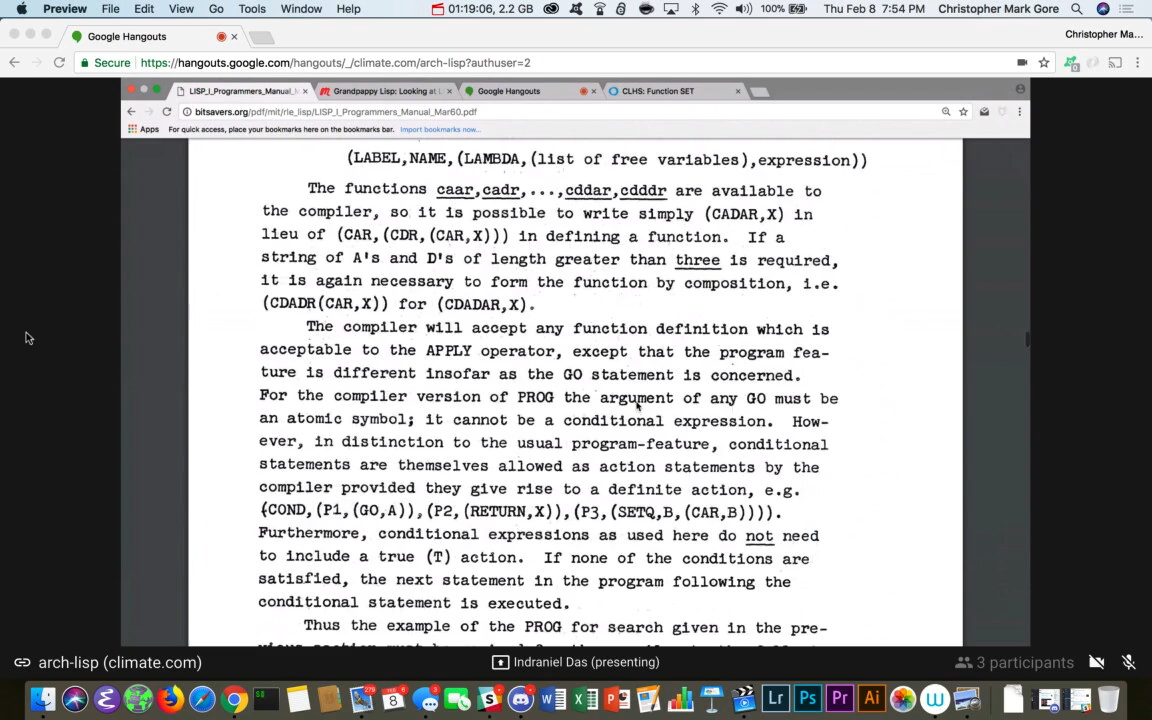 Preview File Edit View Go Tools Window Help 01:19:06, 2.2 GB 100% Thu Feb 8 7:54 PM Christopher Mark Gore
Google Hangouts Christopher Ma...
Secure https://hangouts.google.com/hangouts/_/climate.com/arch-lisp?authuser=2
LISP_I_Programmers_Manual_M Grandpappy Lisp: Looking at L Google Hangouts CLHS: Function SET
bitsavers.org/pdf/mit/rle_lisp/LISP_I_Programmers_Manual_Mar60.pdf
Apps For quick access, place your bookmarks here on the bookmarks bar. Import bookmarks now...
(LABEL,NAME,(LAMBDA,(list of free variables),expression))
The functions caar,cadr,...,cddar,cdddr are available to
the compiler, so it is possible to write simply (CADAR,X) in
lieu of (CAR,(CDR,(CAR,X))) in defining a function. If a
string of A's and D's of length greater than three is required,
it is again necessary to form the function by composition, i.e.
(CDADR(CAR,X)) for (CDADAR,X).
The compiler will accept any function definition which is
acceptable to the APPLY operator, except that the program fea-
ture is different insofar as the GO statement is concerned.
For the compiler version of PROG the argument of any GO must be
an atomic symbol; it cannot be a conditional expression. How-
ever, in distinction to the usual program-feature, conditional
statements are themselves allowed as action statements by the
compiler provided they give rise to a definite action, e.g.
(COND,(P1,(GO,A)),(P2,(RETURN,X)),(P3,(SETQ,B,(CAR,B)))).
Furthermore, conditional expressions as used here do not need
to include a true (T) action. If none of the conditions are
satisfied, the next statement in the program following the
conditional statement is executed.
Thus the example of the PROG for search given in the pre-
arch-lisp (climate.com) Indraniel Das (presenting) 3 participants
279 FEB 8 3 Lr Ps Pr Ai